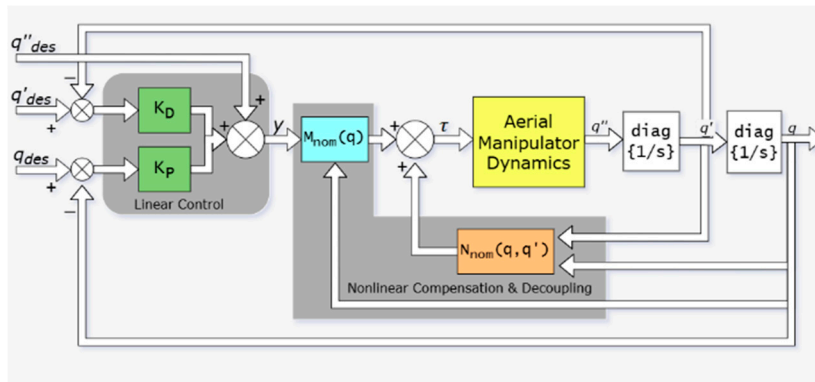 q''des
q'des
qdes
−
+
+
−
KD
KP
+
+
Linear Control
y
Mnom(q)
+
+
τ
Aerial
Manipulator
Dynamics
q''
diag
{1/s}
q'
diag
{1/s}
q
Nnom(q,q')
Nonlinear Compensation & Decoupling